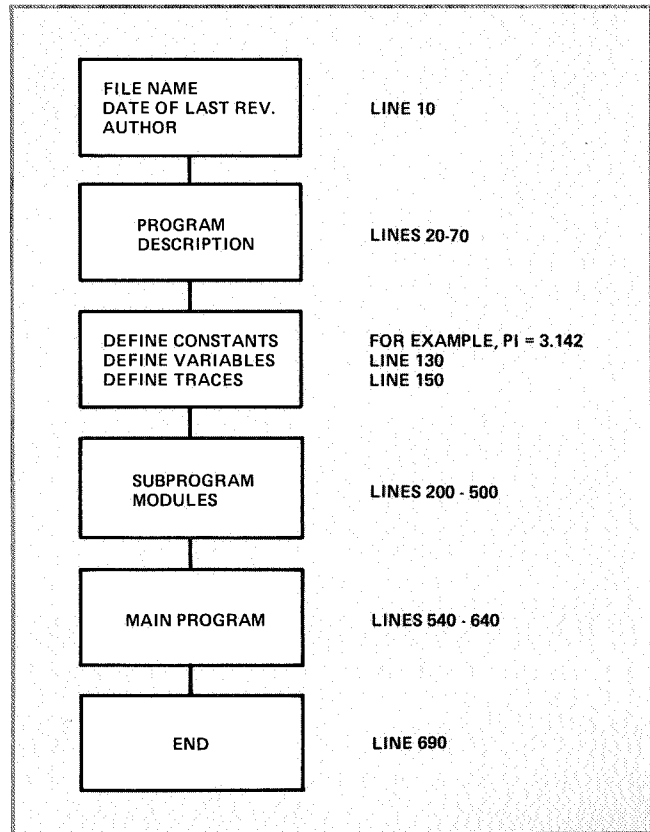 FILE NAME
DATE OF LAST REV.
AUTHOR
LINE 10
PROGRAM
DESCRIPTION
LINES 20-70
DEFINE CONSTANTS
DEFINE VARIABLES
DEFINE TRACES
FOR EXAMPLE, PI = 3.142
LINE 130
LINE 150
SUBPROGRAM
MODULES
LINES 200 - 500
MAIN PROGRAM
LINES 540 - 640
END
LINE 690